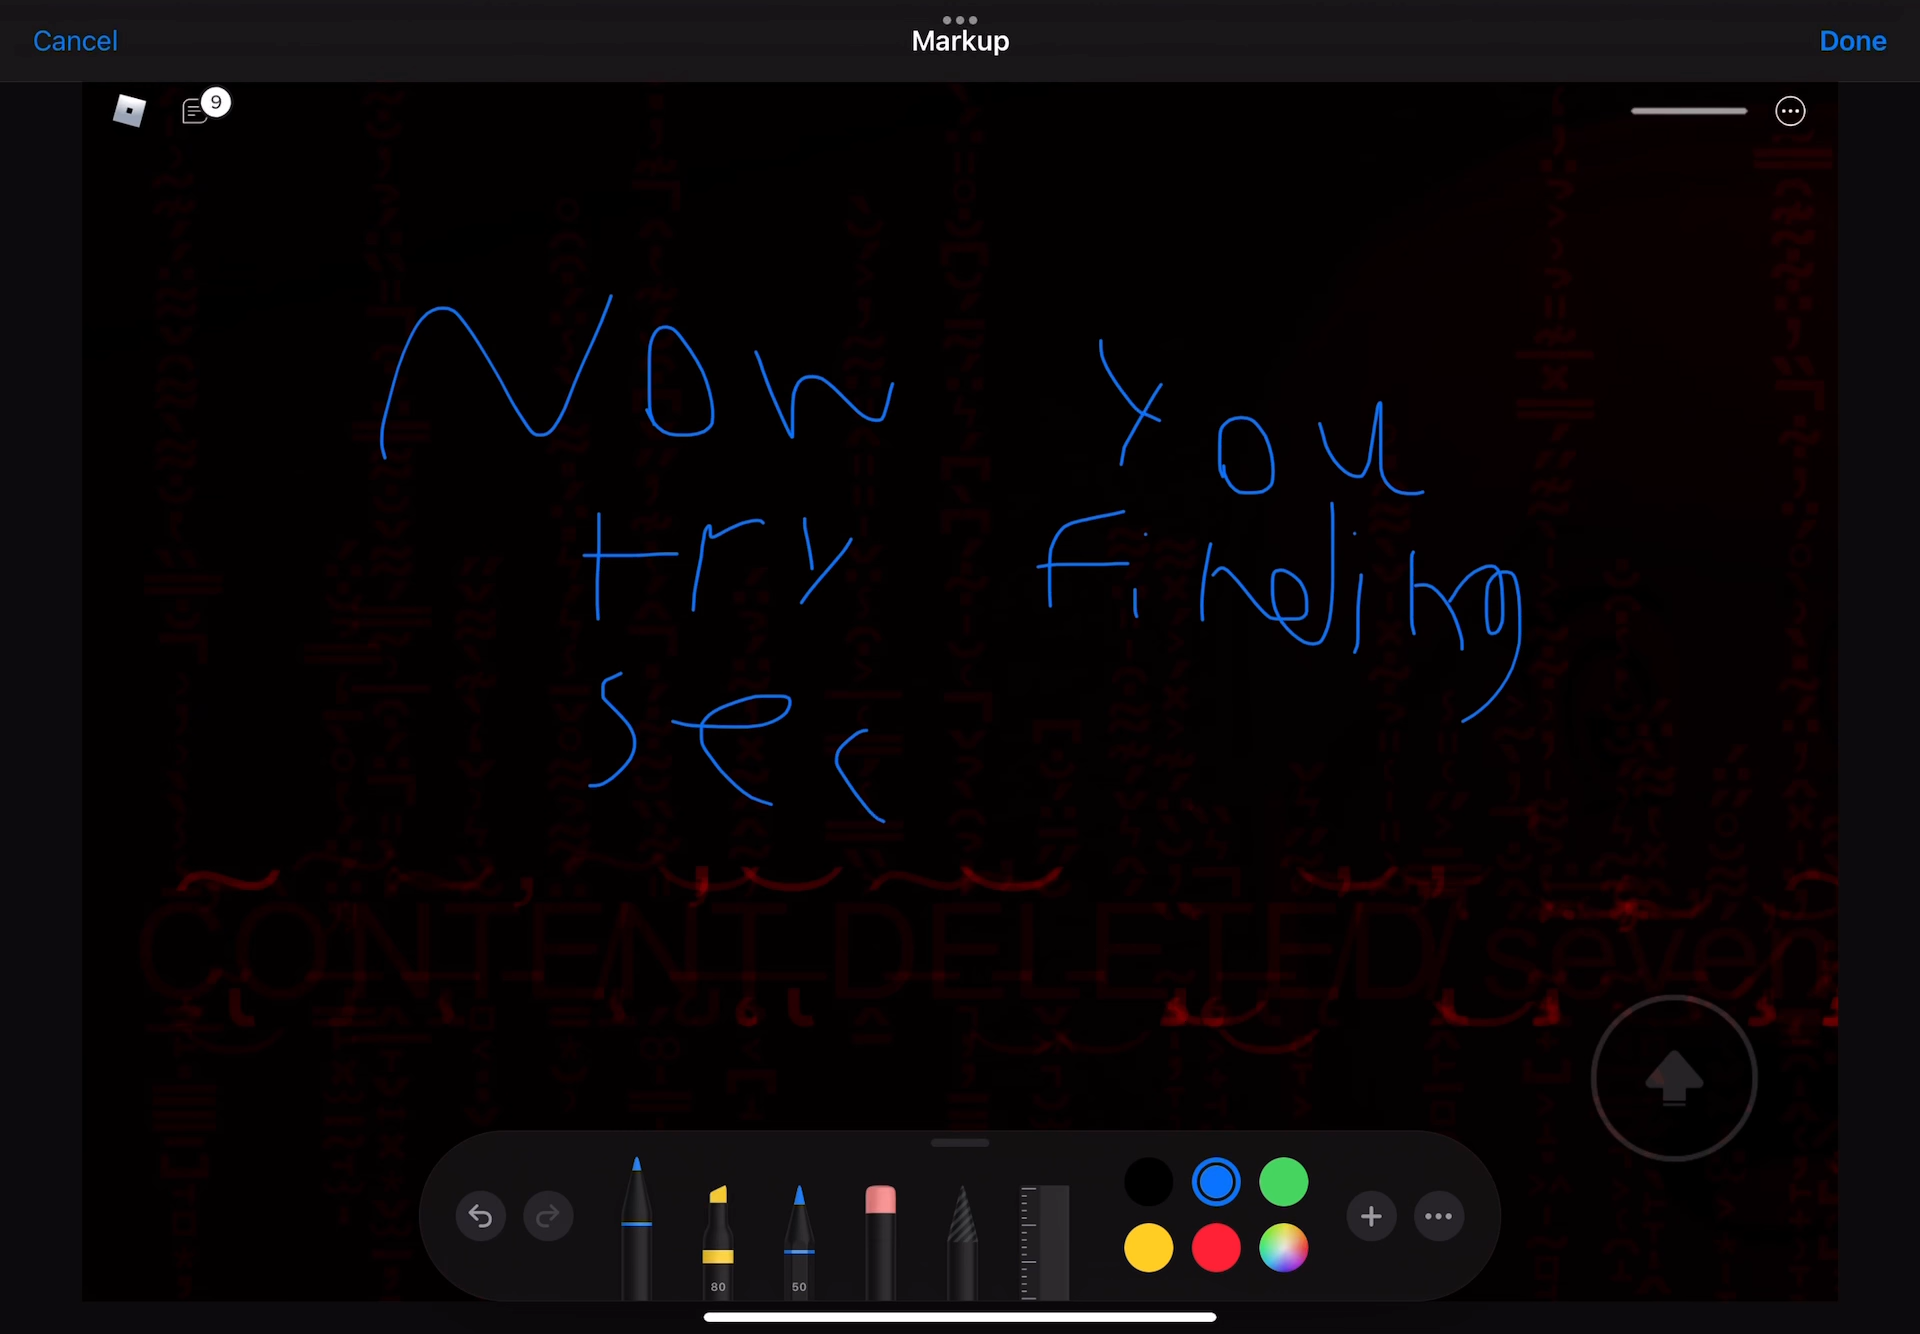 Cancel
Markup
Done
9
Now you
try finding
sec
CONTENT DELETED/ seven
80
50